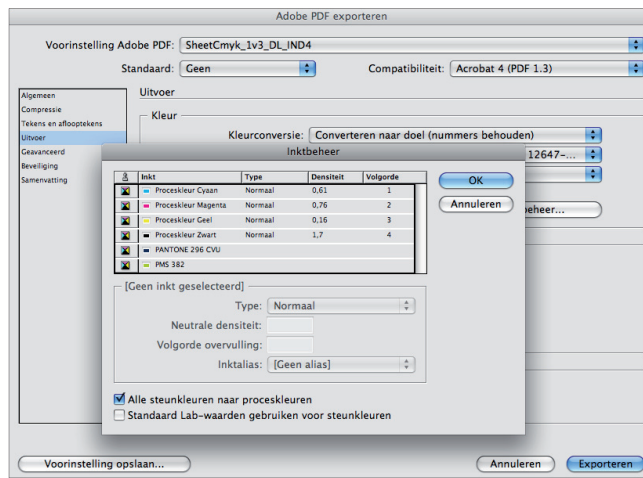 Adobe PDF exporteren
Voorinstelling Adobe PDF: SheetCmyk_1v3_DL_IND4
Standaard: Geen Compatibiliteit: Acrobat 4 (PDF 1.3)
Algemeen
Compressie
Tekens en aflooptekens
Uitvoer
Geavanceerd
Beveiliging
Samenvatting
Uitvoer
Kleur
Kleurconversie: Converteren naar doel (nummers behouden)
12647-...
beheer...
Inktbeheer
Inkt Type Densiteit Volgorde
Proceskleur Cyaan Normaal 0,61 1
Proceskleur Magenta Normaal 0,76 2
Proceskleur Geel Normaal 0,16 3
Proceskleur Zwart Normaal 1,7 4
PANTONE 296 CVU
PMS 382
OK
Annuleren
[Geen inkt geselecteerd]
Type: Normaal
Neutrale densiteit:
Volgorde overvulling:
Inktalias: [Geen alias]
Alle steunkleuren naar proceskleuren
Standaard Lab-waarden gebruiken voor steunkleuren
Voorinstelling opslaan... Annuleren Exporteren